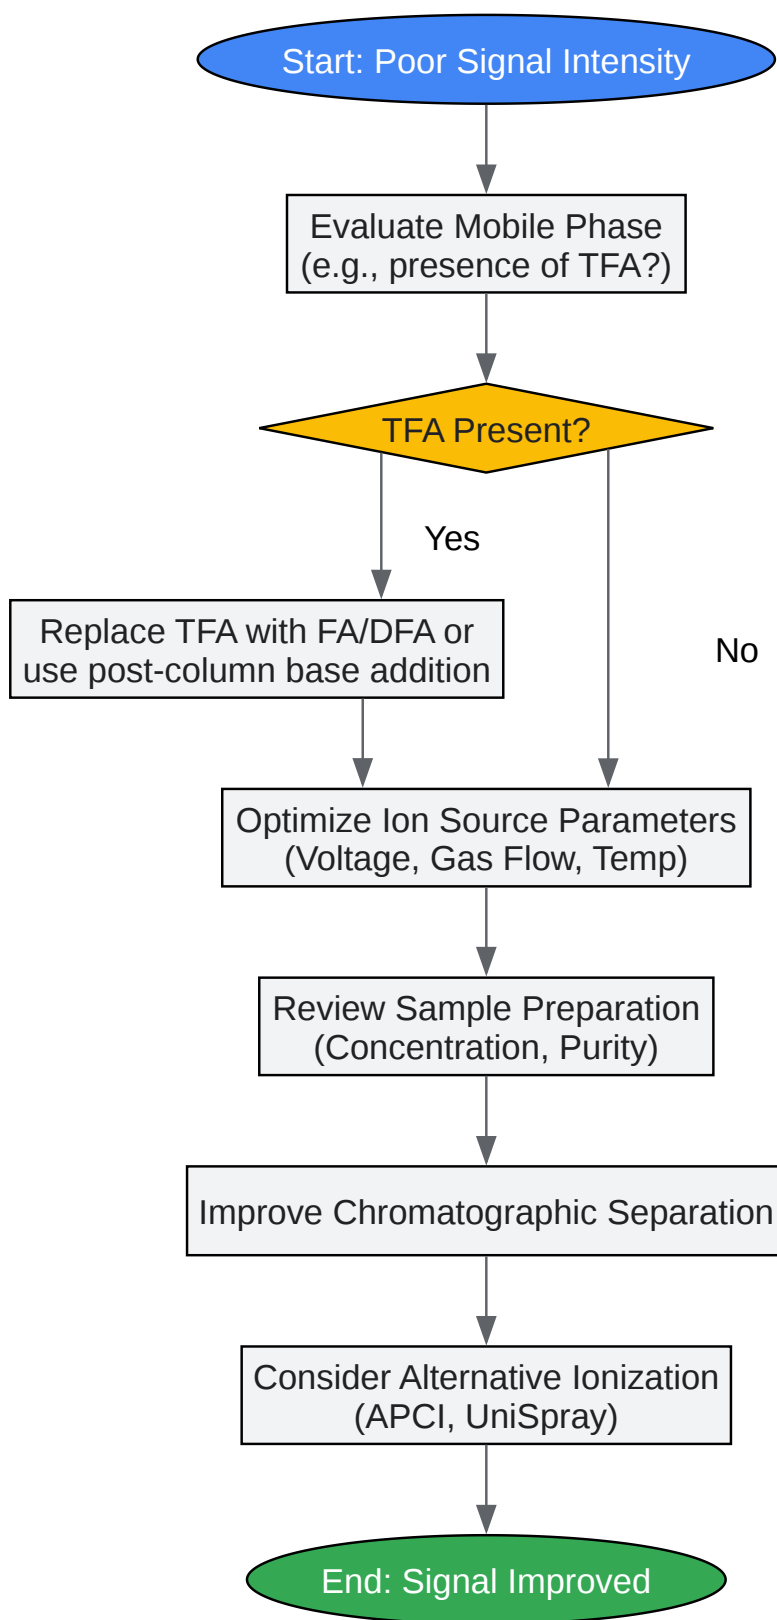 Start: Poor Signal Intensity
Evaluate Mobile Phase
(e.g., presence of TFA?)
TFA Present?
Yes
Replace TFA with FA/DFA or
use post-column base addition
No
Optimize Ion Source Parameters
(Voltage, Gas Flow, Temp)
Review Sample Preparation
(Concentration, Purity)
Improve Chromatographic Separation
Consider Alternative Ionization
(APCI, UniSpray)
End: Signal Improved